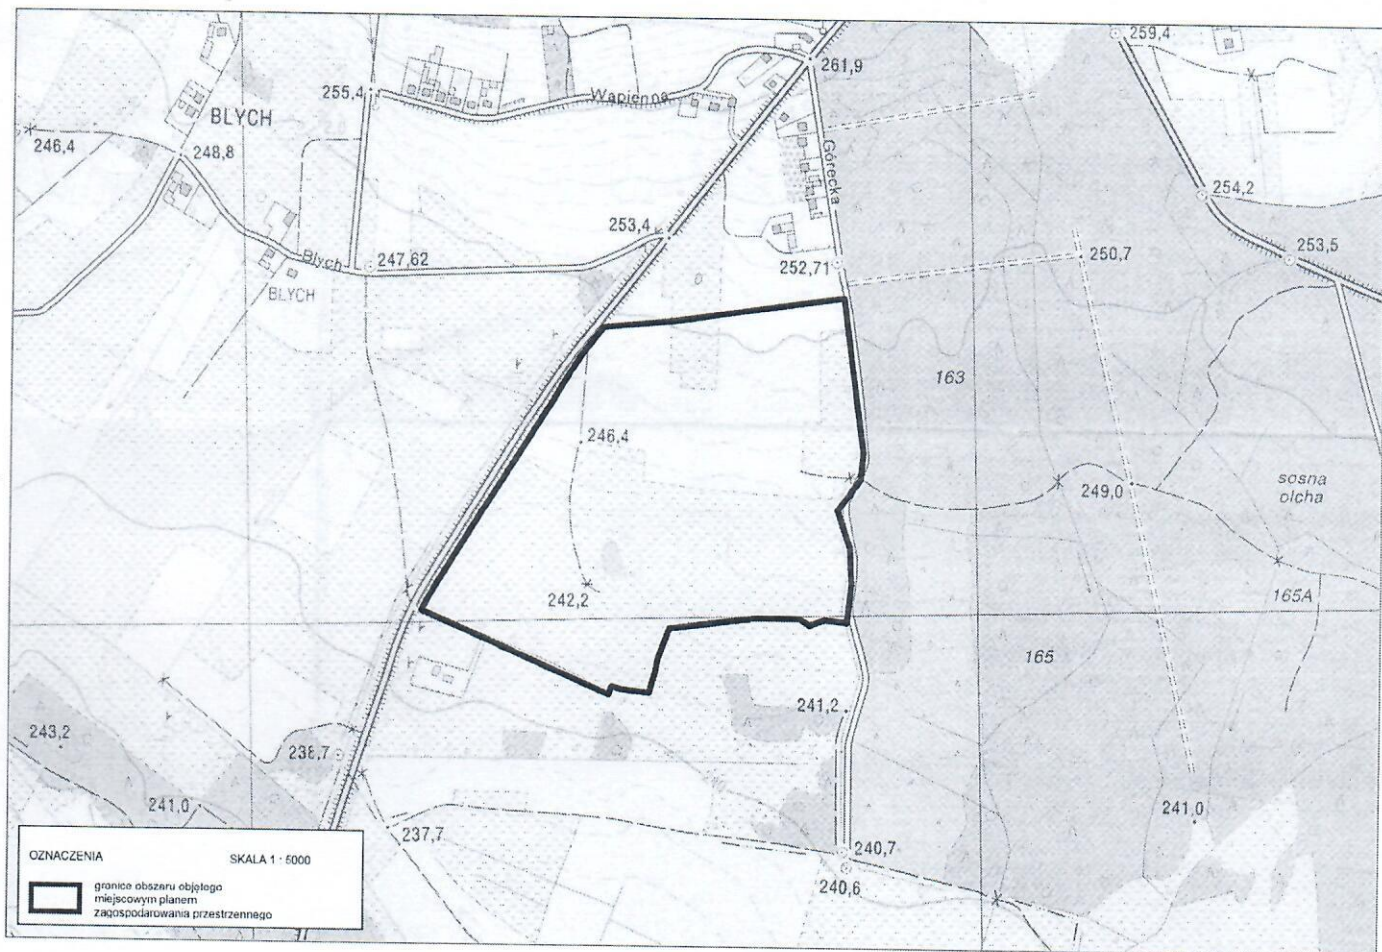 259,4
261,9
255,4
Wapienna
BLYCH
246,4
248,8
Górecka
254,2
253,4
253,5
250,7
Blych
247,62
252,71
BLYCH
163
246,4
sosna
olcha
249,0
242,2
165A
165
241,2
243,2
238,7
241,0
241,0
237,7
240,7
240,6
OZNACZENIA
SKALA 1 : 5000
granice obszaru objętego
miejscowym planem
zagospodarowania przestrzennego